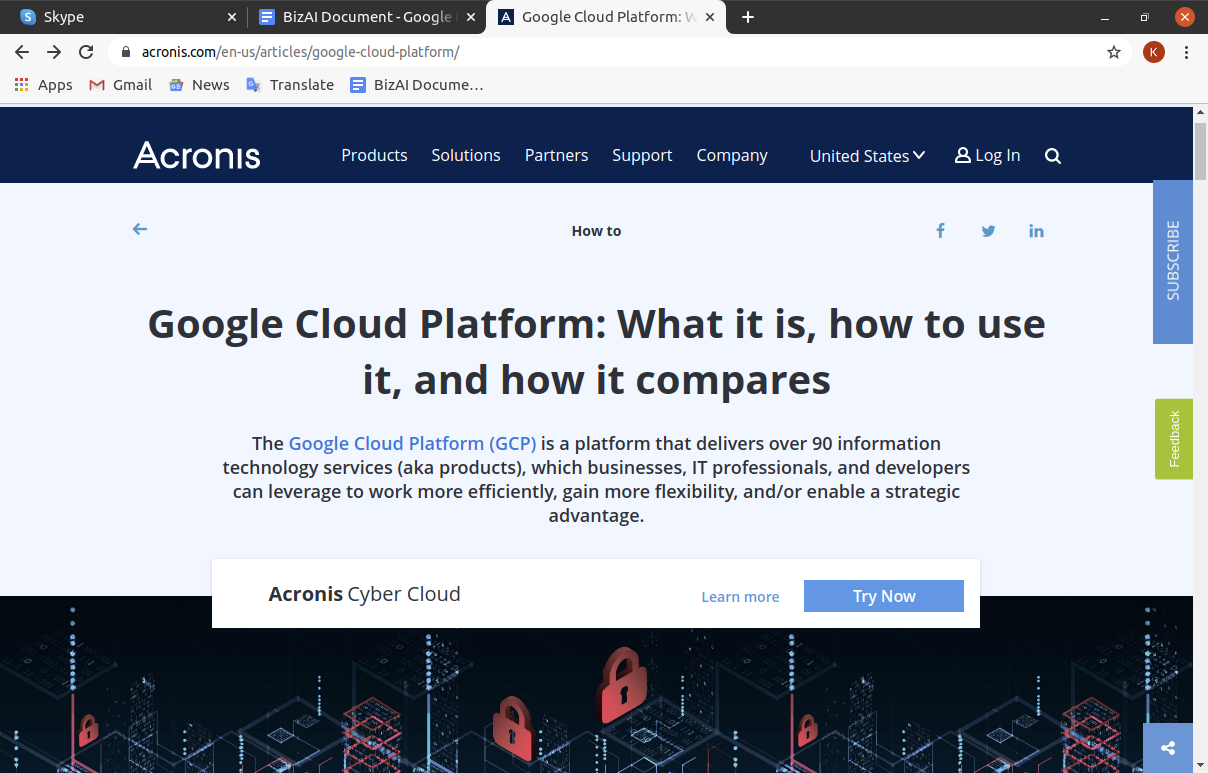 Skype
BizAI Document - Google
Google Cloud Platform: W
acronis.com/en-us/articles/google-cloud-platform/
K
Apps
Gmail
News
Translate
BizAI Docume…
Acronis
Products
Solutions
Partners
Support
Company
United States
Log In
How to
SUBSCRIBE
Google Cloud Platform: What it is, how to use
it, and how it compares
Feedback
The Google Cloud Platform (GCP) is a platform that delivers over 90 information
technology services (aka products), which businesses, IT professionals, and developers
can leverage to work more efficiently, gain more flexibility, and/or enable a strategic
advantage.
Acronis Cyber Cloud
Learn more
Try Now